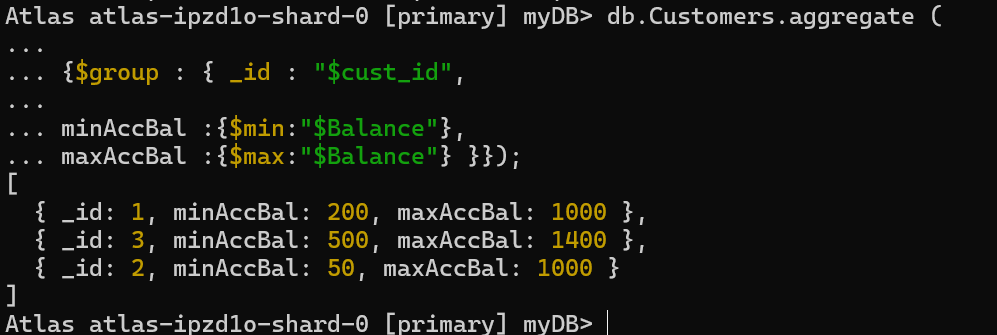 Atlas atlas-ipzd1o-shard-0 [primary] myDB> db.Customers.aggregate (
...
... {$group : { _id : "$cust_id",
...
... minAccBal :{$min:"$Balance"},
... maxAccBal :{$max:"$Balance"} }});
[
  { _id: 1, minAccBal: 200, maxAccBal: 1000 },
  { _id: 3, minAccBal: 500, maxAccBal: 1400 },
  { _id: 2, minAccBal: 50, maxAccBal: 1000 }
]
Atlas atlas-ipzd1o-shard-0 [primary] myDB>